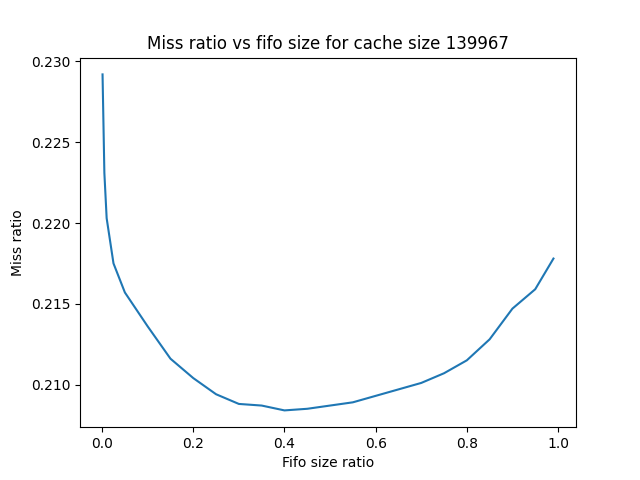 Miss ratio vs fifo size for cache size 139967
0.230
0.225
0.220
0.215
0.210
Miss ratio
0.0 0.2 0.4 0.6 0.8 1.0
Fifo size ratio